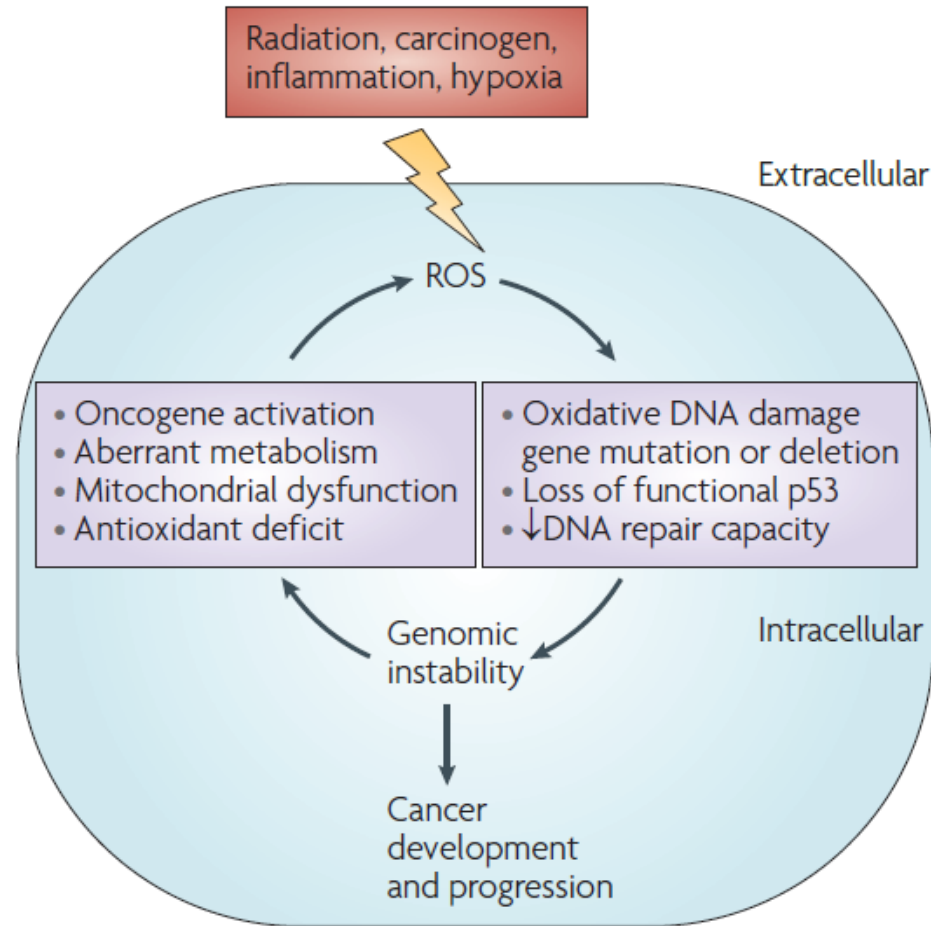 Radiation, carcinogen,
inflammation, hypoxia
Extracellular
ROS
• Oncogene activation
• Aberrant metabolism
• Mitochondrial dysfunction
• Antioxidant deficit
• Oxidative DNA damage
gene mutation or deletion
• Loss of functional p53
• ↓DNA repair capacity
Genomic
instability
Intracellular
Cancer
development
and progression